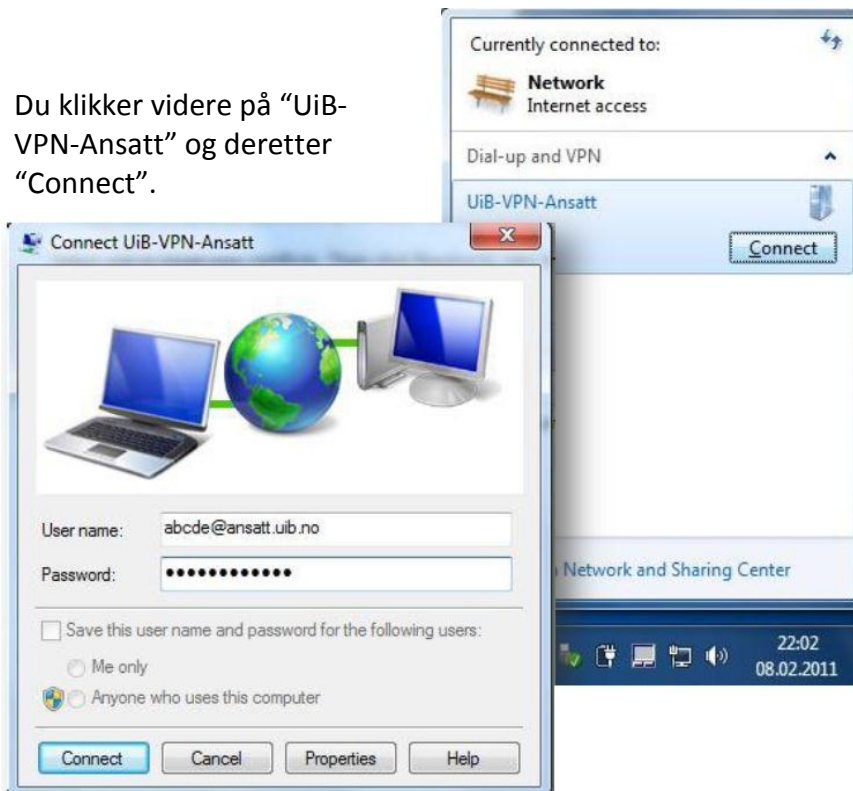 Du klikker videre på “UiB-
VPN-Ansatt” og deretter
“Connect”.
Currently connected to:
Network
Internet access
Dial-up and VPN
UiB-VPN-Ansatt
Connect
Connect UiB-VPN-Ansatt
User name:
abcde@ansatt.uib.no
Password:
••••••••••••
Save this user name and password for the following users:
Me only
Anyone who uses this computer
Connect
Cancel
Properties
Help
Network and Sharing Center
22:02
08.02.2011